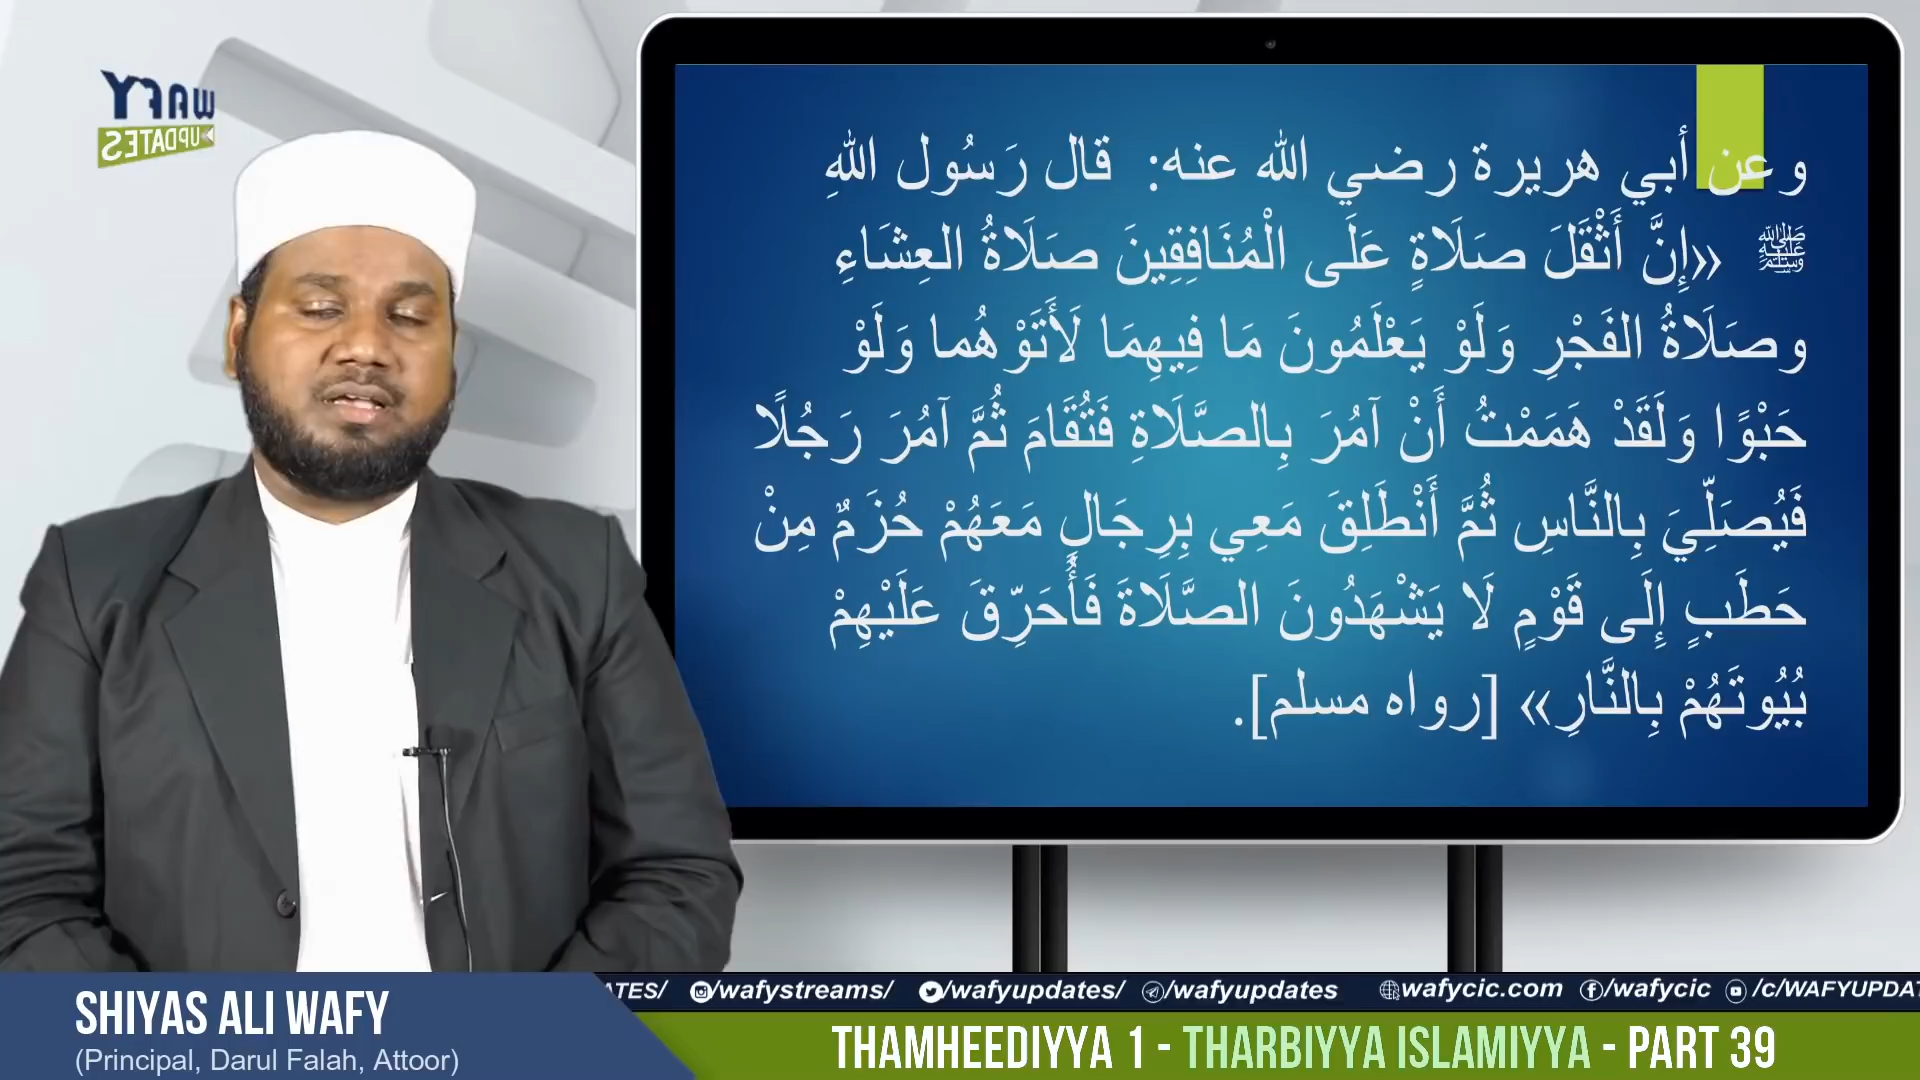 WAFY
UPDATES
وعن أبي هريرة رضي الله عنه: قال رَسُول اللهِ
ﷺ «إِنَّ أَثْقَلَ صَلَاةٍ عَلَى الْمُنَافِقِينَ صَلَاةُ العِشَاءِ
وصَلَاةُ الفَجْرِ وَلَوْ يَعْلَمُونَ مَا فِيهِمَا لَأَتَوْهُما وَلَوْ
حَبْوًا وَلَقَدْ هَمَمْتُ أَنْ آمُرَ بِالصَّلَاةِ فَتُقَامَ ثُمَّ آمُرَ رَجُلًا
فَيُصَلِّيَ بِالنَّاسِ ثُمَّ أَنْطَلِقَ مَعِي بِرِجَالٍ مَعَهُمْ حُزَمٌ مِنْ
حَطَبٍ إِلَى قَوْمٍ لَا يَشْهَدُونَ الصَّلَاةَ فَأُحَرِّقَ عَلَيْهِمْ
بُيُوتَهُمْ بِالنَّارِ» [رواه مسلم].
SHIYAS ALI WAFY
(Principal, Darul Falah, Attoor)
ATES/ /wafystreams/ /wafyupdates/ /wafyupdates wafycic.com /wafycic /c/WAFYUPDAT
THAMHEEDIYYA 1 - THARBIYYA ISLAMIYYA - PART 39